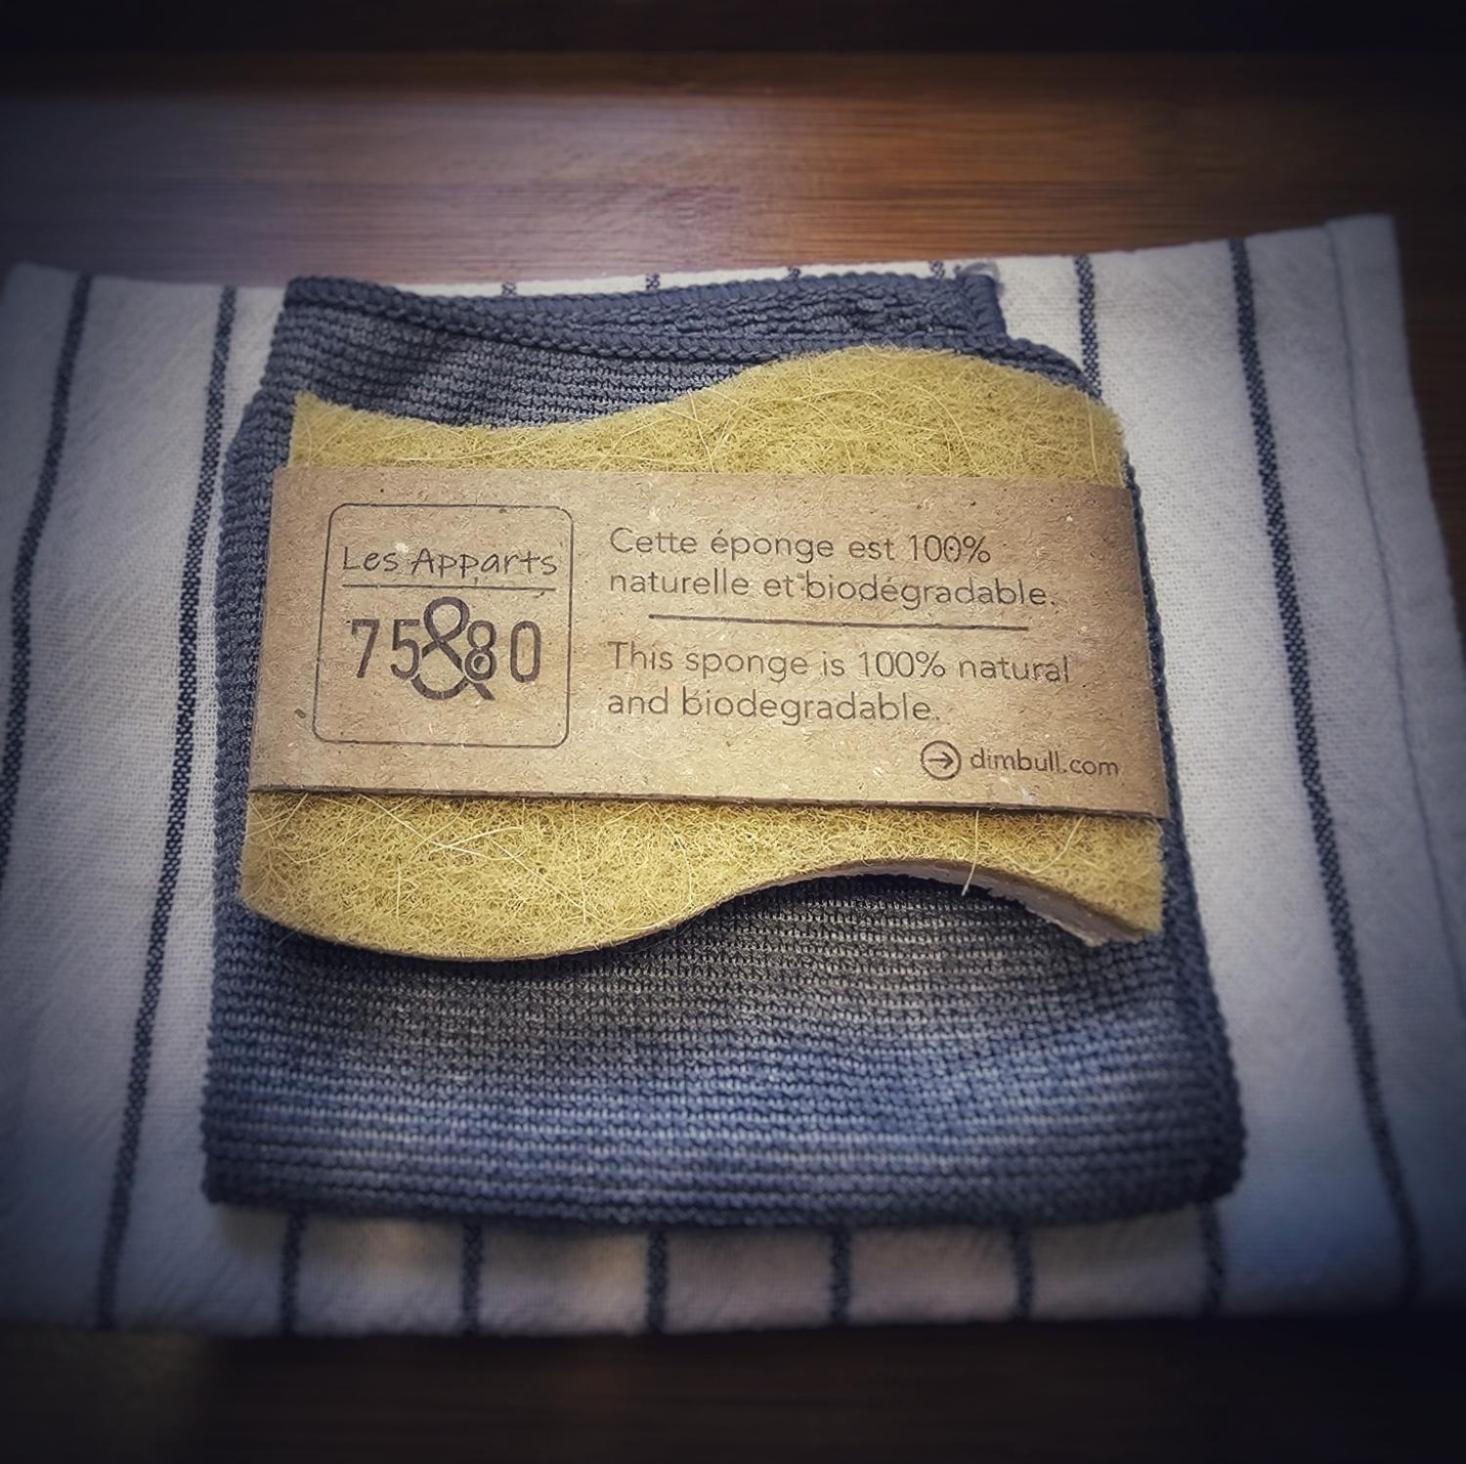 Les Apparts
75&80
Cette éponge est 100%
naturelle et biodégradable.
This sponge is 100% natural
and biodegradable.
dimbull.com